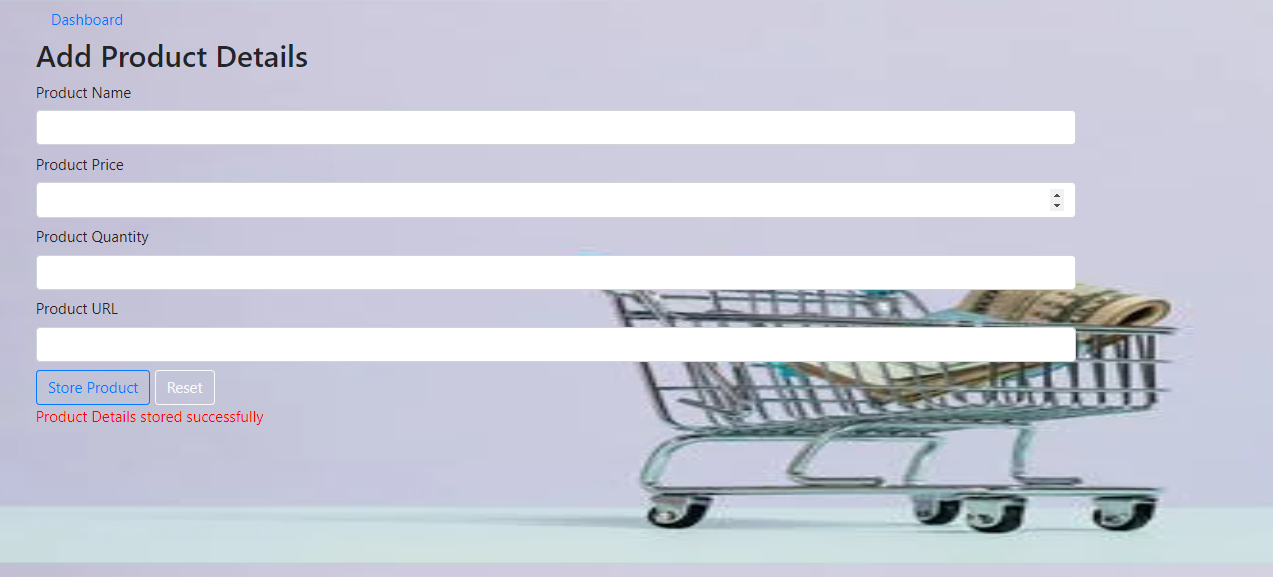 Dashboard
Add Product Details
Product Name
Product Price
Product Quantity
Product URL
Store Product Reset
Product Details stored successfully